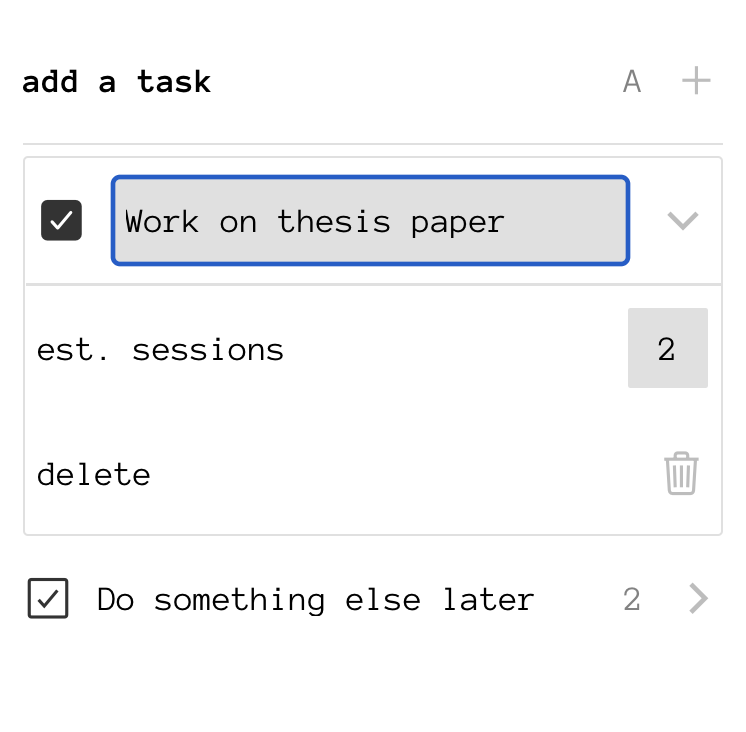 add a task A
Work on thesis paper
est. sessions 2
delete
Do something else later 2